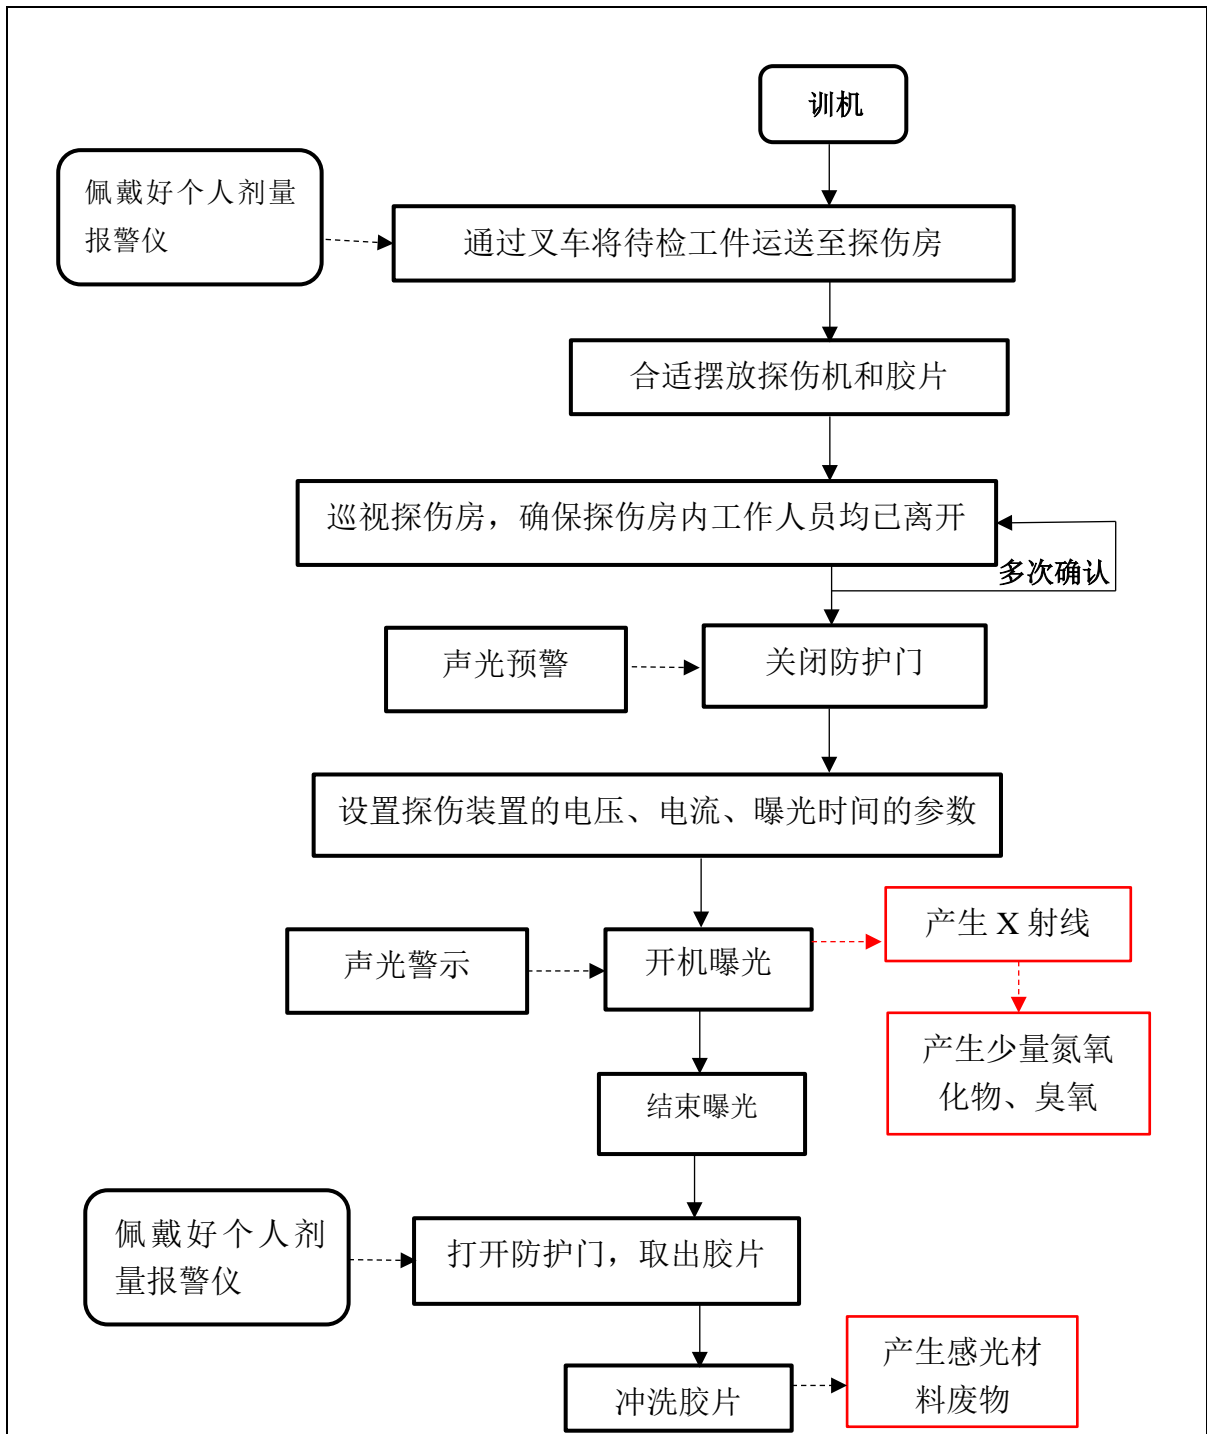 训机
佩戴好个人剂量
报警仪
通过叉车将待检工件运送至探伤房
合适摆放探伤机和胶片
巡视探伤房，确保探伤房内工作人员均已离开
多次确认
声光预警
关闭防护门
设置探伤装置的电压、电流、曝光时间的参数
产生 X 射线
声光警示
开机曝光
产生少量氮氧
化物、臭氧
结束曝光
佩戴好个人剂
量报警仪
打开防护门，取出胶片
产生感光材
料废物
冲洗胶片